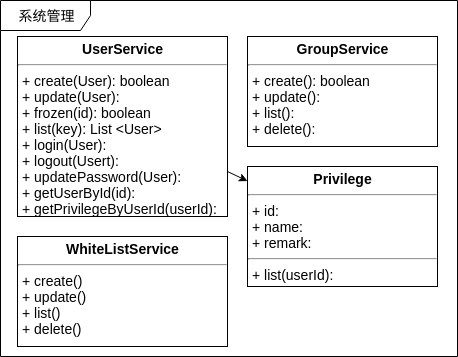 系统管理
UserService
+ create(User): boolean
+ update(User):
+ frozen(id): boolean
+ list(key): List <User>
+ login(User):
+ logout(Usert):
+ updatePassword(User):
+ getUserById(id):
+ getPrivilegeByUserId(userId):
GroupService
+ create(): boolean
+ update():
+ list():
+ delete():
Privilege
+ id:
+ name:
+ remark:
+ list(userId):
WhiteListService
+ create()
+ update()
+ list()
+ delete()